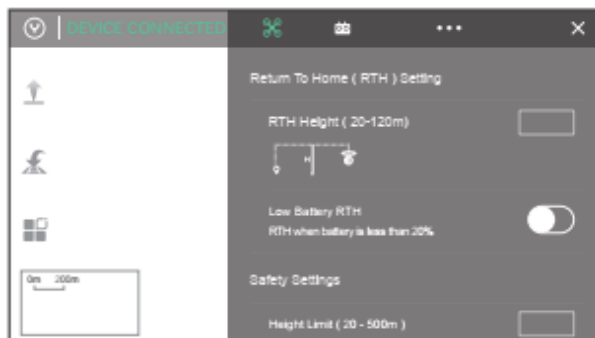 DEVICE CONNECTED
Return To Home ( RTH ) Setting
RTH Height ( 20-120m)
H
Low Battery RTH
RTH when battery is less than 20%
0m 200m
Safety Settings
Height Limit ( 20 - 500m )